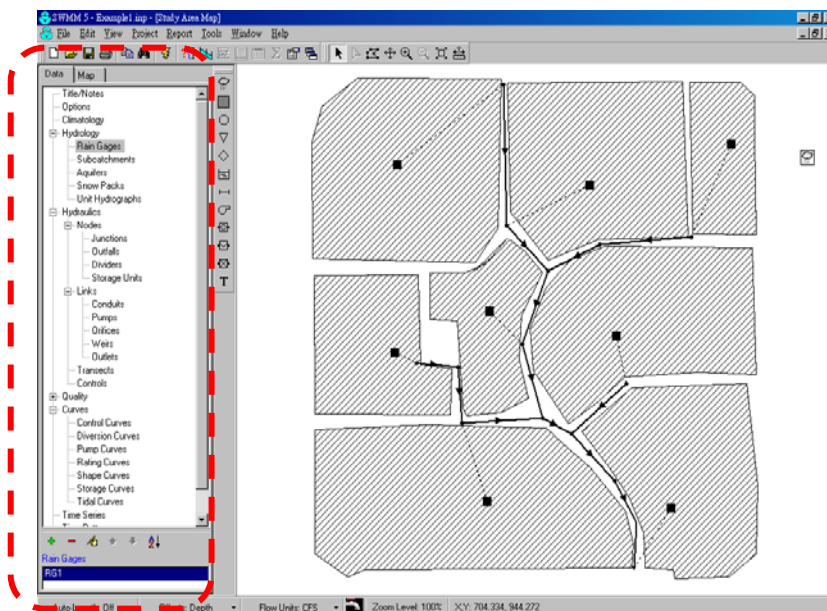 SWMM 5 - Example1.inp - [Study Area Map]
File Edit View Project Report Tools Window Help
Data Map
Title/Notes
Options
Climatology
Hydrology
Rain Gages
Subcatchments
Aquifers
Snow Packs
Unit Hydrographs
Hydraulics
Nodes
Junctions
Outfalls
Dividers
Storage Units
Links
Conduits
Pumps
Orifices
Weirs
Outlets
Transects
Controls
Quality
Curves
Control Curves
Diversion Curves
Pump Curves
Rating Curves
Shape Curves
Storage Curves
Tidal Curves
Time Series
T
Rain Gages
RG1
Auto-Length: Off Offsets: Depth Flow Units: CFS Zoom Level: 100% X,Y: 704.334, 944.272